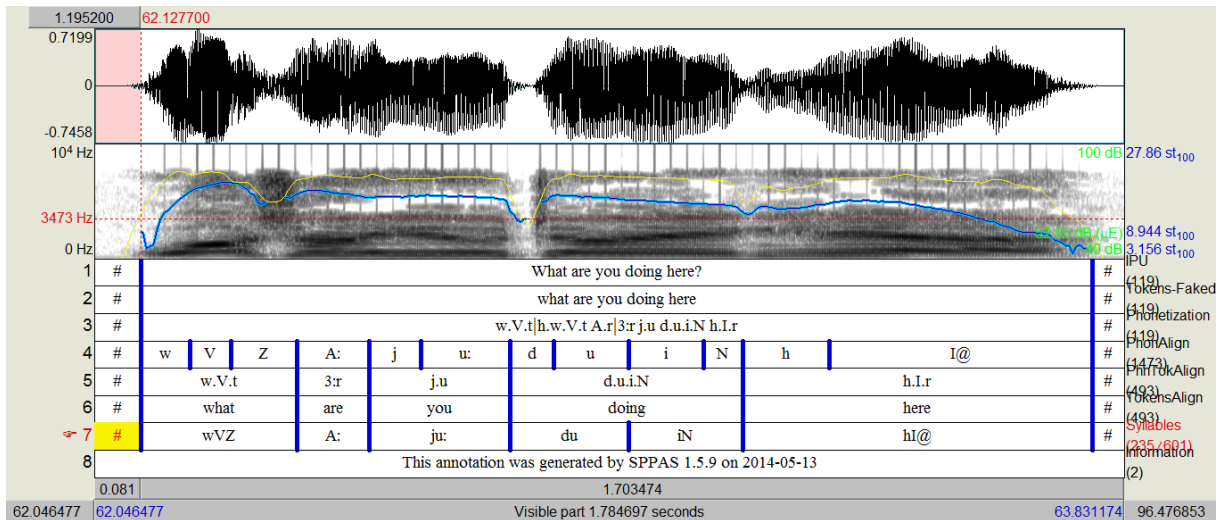 1.195200 62.127700
0.7199
0
-0.7458
10⁴ Hz 100 dB 27.86 st₁₀₀
3473 Hz
8.944 st₁₀₀
0 Hz 40 dB 3.156 st₁₀₀
1 # What are you doing here? # IPU (119)
2 # what are you doing here # Tokens-Faked (119)
3 # w.V.t|h.w.V.t A.r|3:r j.u d.u.i.N h.I.r # Phonetization (119)
4 # w V Z A: j u: d u i N h I@ # PhonAlign (1473)
5 # w.V.t 3:r j.u d.u.i.N h.I.r # PhnTokAlign (493)
6 # what are you doing here # TokensAlign (493)
☞ 7 # wVZ A: ju: du iN hI@ # Syllables (235/601)
8 This annotation was generated by SPPAS 1.5.9 on 2014-05-13 Information (2)
0.081 1.703474
62.046477 62.046477 Visible part 1.784697 seconds 63.831174 96.476853